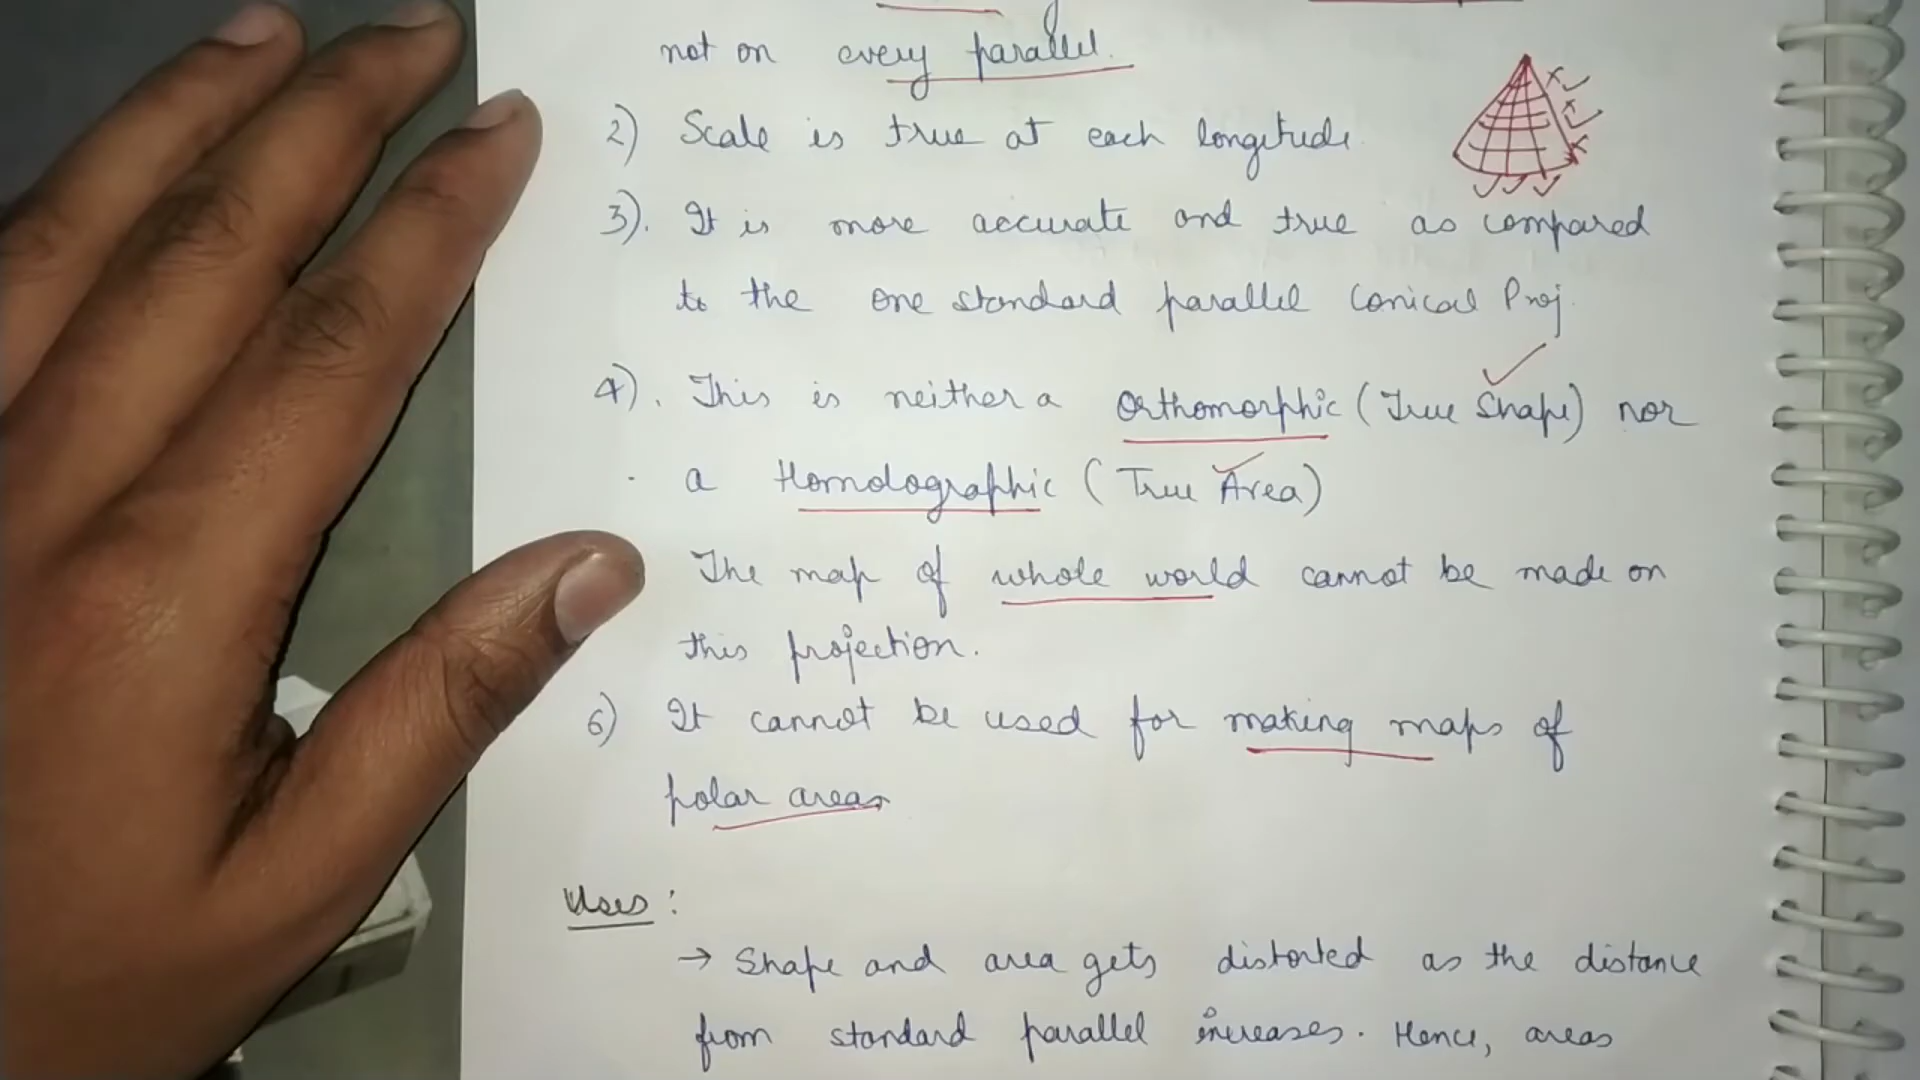 not on every parallel.
2) Scale is true at each longitude.
3). It is more accurate and true as compared
to the one standard parallel conical Proj.
4). This is neither a Orthomorphic (True Shape) nor
a Homolographic (True Area)
The map of whole world cannot be made on
this projection.
6) It cannot be used for making maps of
polar areas
Uses :
→ Shape and area gets distorted as the distance
from standard parallel increases. Hence, areas